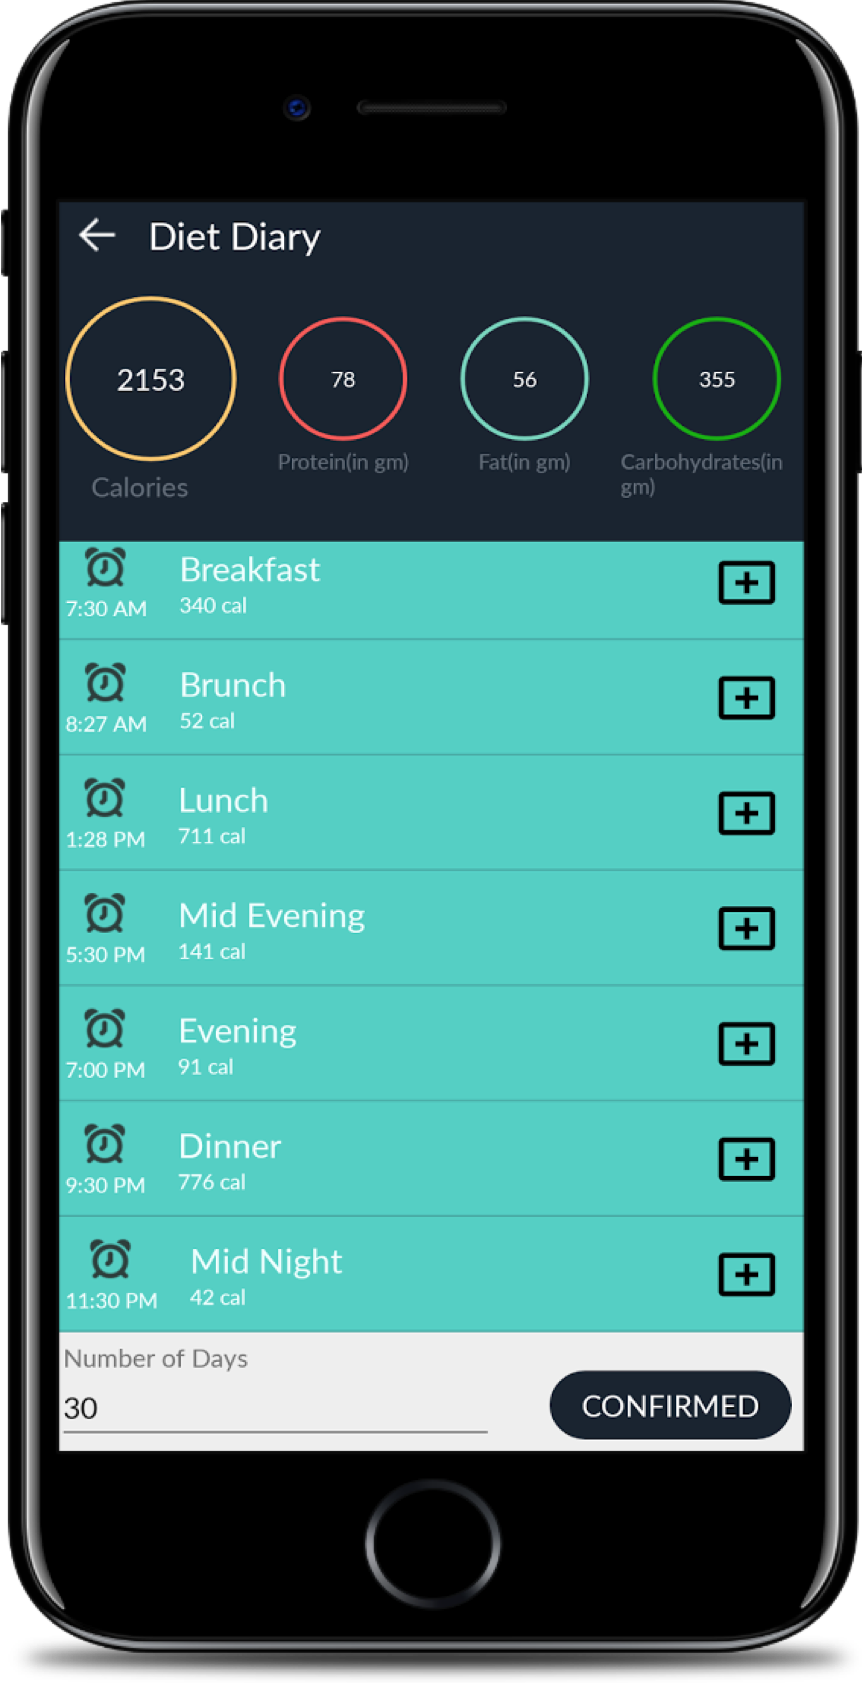 Diet Diary
2153
78
56
355
Calories
Protein(in gm)
Fat(in gm)
Carbohydrates(in
gm)
Breakfast
7:30 AM
340 cal
Brunch
8:27 AM
52 cal
Lunch
1:28 PM
711 cal
Mid Evening
5:30 PM
141 cal
Evening
7:00 PM
91 cal
Dinner
9:30 PM
776 cal
Mid Night
11:30 PM
42 cal
Number of Days
30
CONFIRMED